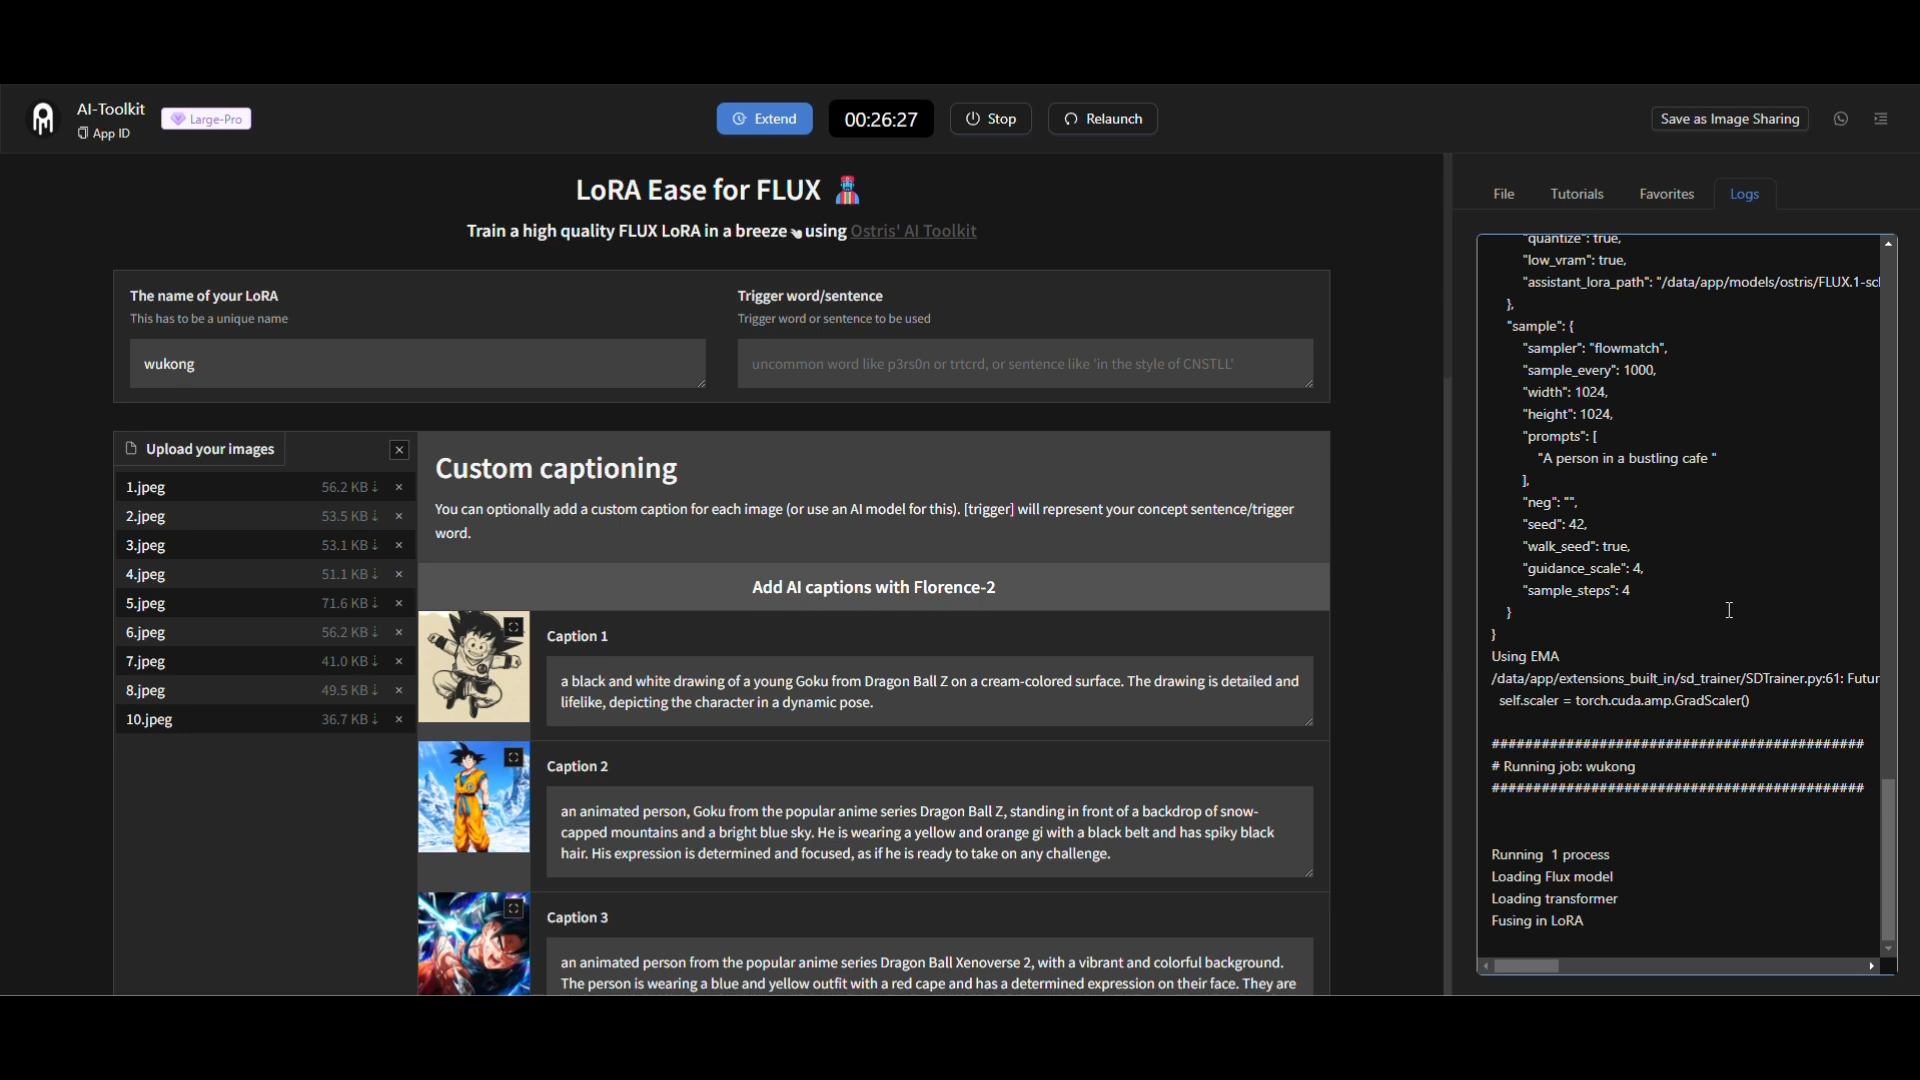 AI-Toolkit
App ID
Large-Pro
Extend
00:26:27
Stop
Relaunch
Save as Image Sharing
LoRA Ease for FLUX
Train a high quality FLUX LoRA in a breeze using Ostris' AI Toolkit
The name of your LoRA
This has to be a unique name
wukong
Trigger word/sentence
Trigger word or sentence to be used
uncommon word like p3rs0n or trtcrd, or sentence like 'in the style of CNSTLL'
Upload your images
1.jpeg 56.2 KB↓ ×
2.jpeg 53.5 KB↓ ×
3.jpeg 53.1 KB↓ ×
4.jpeg 51.1 KB↓ ×
5.jpeg 71.6 KB↓ ×
6.jpeg 56.2 KB↓ ×
7.jpeg 41.0 KB↓ ×
8.jpeg 49.5 KB↓ ×
10.jpeg 36.7 KB↓ ×
Custom captioning
You can optionally add a custom caption for each image (or use an AI model for this). [trigger] will represent your concept sentence/trigger
word.
Add AI captions with Florence-2
Caption 1
a black and white drawing of a young Goku from Dragon Ball Z on a cream-colored surface. The drawing is detailed and
lifelike, depicting the character in a dynamic pose.
Caption 2
an animated person, Goku from the popular anime series Dragon Ball Z, standing in front of a backdrop of snow-
capped mountains and a bright blue sky. He is wearing a yellow and orange gi with a black belt and has spiky black
hair. His expression is determined and focused, as if he is ready to take on any challenge.
Caption 3
an animated person from the popular anime series Dragon Ball Xenoverse 2, with a vibrant and colorful background.
The person is wearing a blue and yellow outfit with a red cape and has a determined expression on their face. They are
File
Tutorials
Favorites
Logs
"quantize": true,
"low_vram": true,
"assistant_lora_path": "/data/app/models/ostris/FLUX.1-scl
},
"sample": {
"sampler": "flowmatch",
"sample_every": 1000,
"width": 1024,
"height": 1024,
"prompts": [
"A person in a bustling cafe "
],
"neg": "",
"seed": 42,
"walk_seed": true,
"guidance_scale": 4,
"sample_steps": 4
}
}
Using EMA
/data/app/extensions_built_in/sd_trainer/SDTrainer.py:61: Futur
self.scaler = torch.cuda.amp.GradScaler()
#############################################
# Running job: wukong
#############################################
Running 1 process
Loading Flux model
Loading transformer
Fusing in LoRA